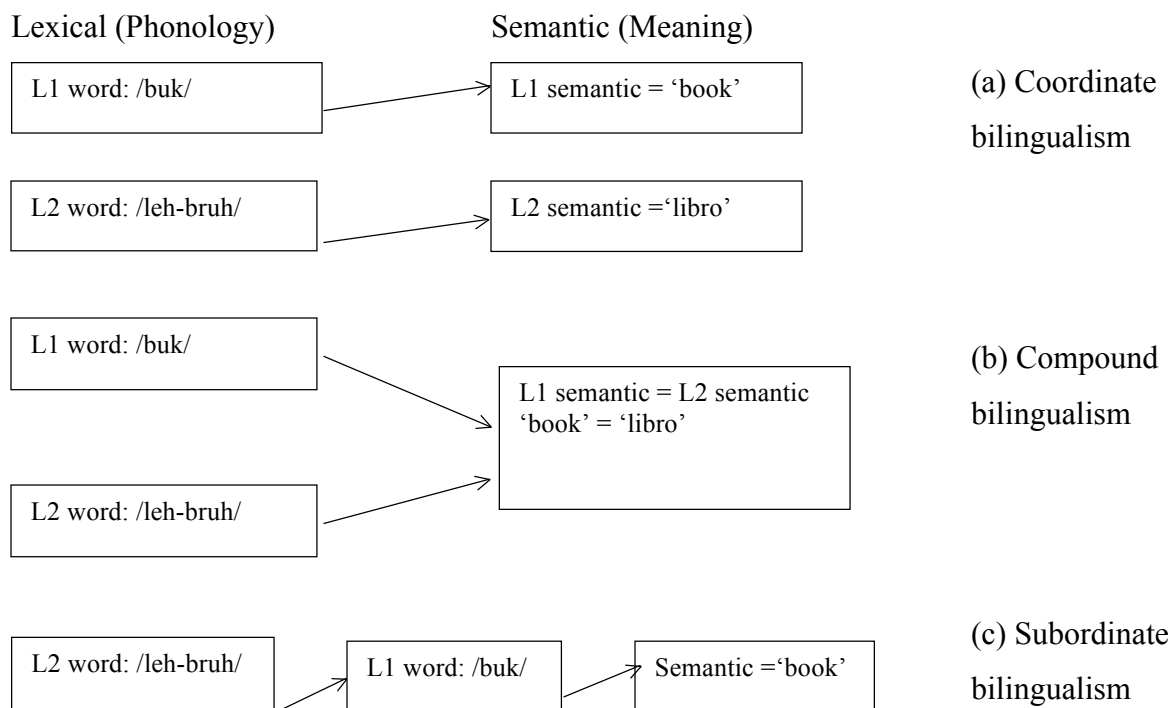 Lexical (Phonology) Semantic (Meaning)
L1 word: /buk/ L1 semantic = ‘book’ (a) Coordinate
bilingualism
L2 word: /leh-bruh/ L2 semantic =‘libro’
L1 word: /buk/ (b) Compound
L1 semantic = L2 semantic
‘book’ = ‘libro’ bilingualism
L2 word: /leh-bruh/
(c) Subordinate
L2 word: /leh-bruh/ L1 word: /buk/ Semantic =‘book’
bilingualism